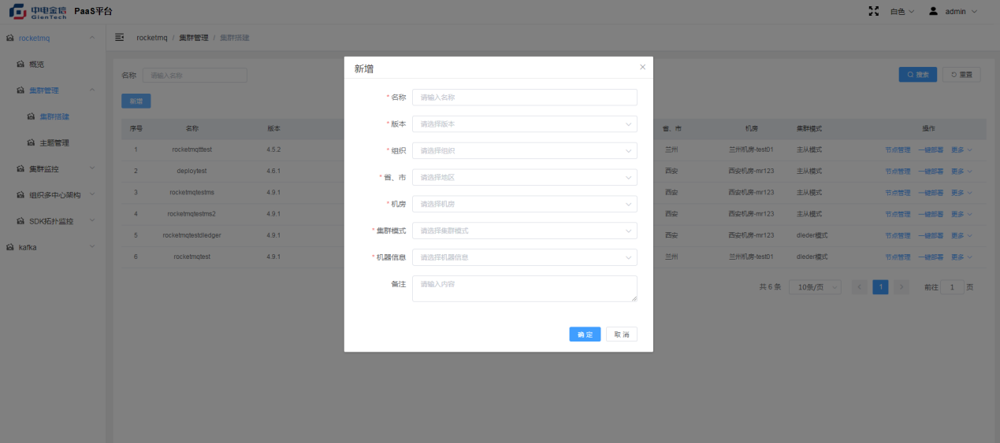 中电金信
GienTech
PaaS平台
白色
admin
rocketmq
概览
集群管理
集群搭建
主题管理
集群监控
组织多中心架构
SDK拓扑监控
kafka
rocketmq / 集群管理 / 集群搭建
名称 请输入名称
搜索 重置
新增
序号 名称 版本 省、市 机房 集群模式 操作
1 rocketmqtttest 4.5.2 兰州 兰州机房-test01 主从模式 节点管理 一键部署 更多
2 deploytest 4.6.1 西安 西安机房-mr123 主从模式 节点管理 一键部署 更多
3 rocketmqtestms 4.9.1 西安 西安机房-mr123 主从模式 节点管理 一键部署 更多
4 rocketmqtestms2 4.9.1 西安 西安机房-mr123 主从模式 节点管理 一键部署 更多
5 rocketmqtestdledger 4.9.1 西安 西安机房-mr123 dleder模式 节点管理 一键部署 更多
6 rocketmqtest 4.9.1 兰州 兰州机房-test01 dleder模式 节点管理 一键部署 更多
共 6 条 10条/页 1 前往 1 页
新增
* 名称 请输入名称
* 版本 请选择版本
* 组织 请选择组织
* 省、市 请选择地区
* 机房 请选择机房
* 集群模式 请选择集群模式
* 机器信息 请选择机器信息
备注 请输入内容
确定 取消